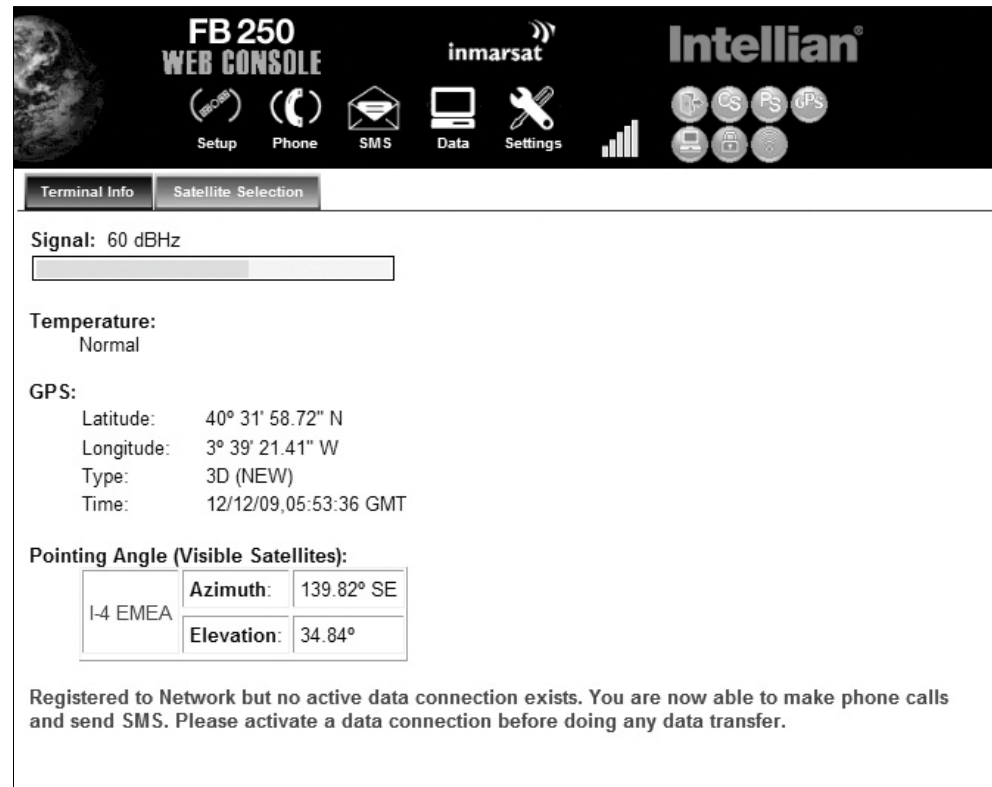 FB 250
WEB CONSOLE
inmarsat
Intellian®
Setup
Phone
SMS
Data
Settings
CS
PS
GPS
Terminal Info
Satellite Selection
Signal: 60 dBHz
Temperature:
Normal
GPS:
Latitude: 40º 31' 58.72" N
Longitude: 3º 39' 21.41" W
Type: 3D (NEW)
Time: 12/12/09,05:53:36 GMT
Pointing Angle (Visible Satellites):
I-4 EMEA
Azimuth: 139.82º SE
Elevation: 34.84º
Registered to Network but no active data connection exists. You are now able to make phone calls
and send SMS. Please activate a data connection before doing any data transfer.